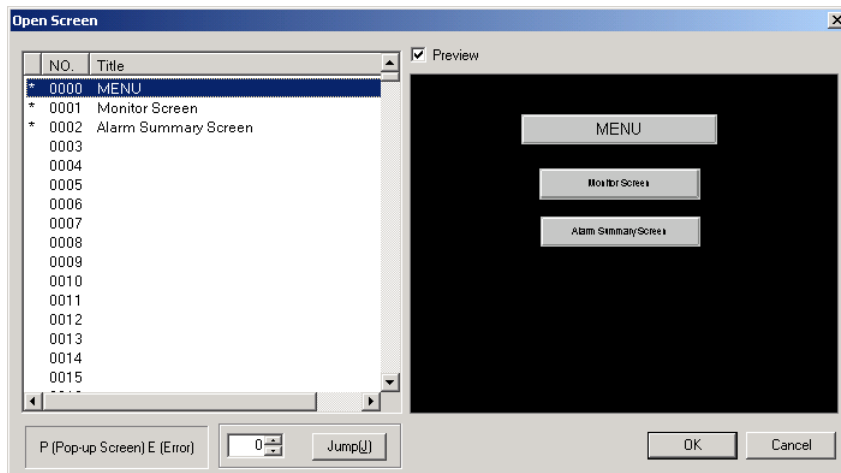 Open Screen
Preview
NO. Title
* 0000 MENU
* 0001 Monitor Screen
* 0002 Alarm Summary Screen
0003
0004
0005
0006
0007
0008
0009
0010
0011
0012
0013
0014
0015
MENU
Monitor Screen
Alarm Summary Screen
P (Pop-up Screen) E (Error)
0
Jump(J)
OK
Cancel